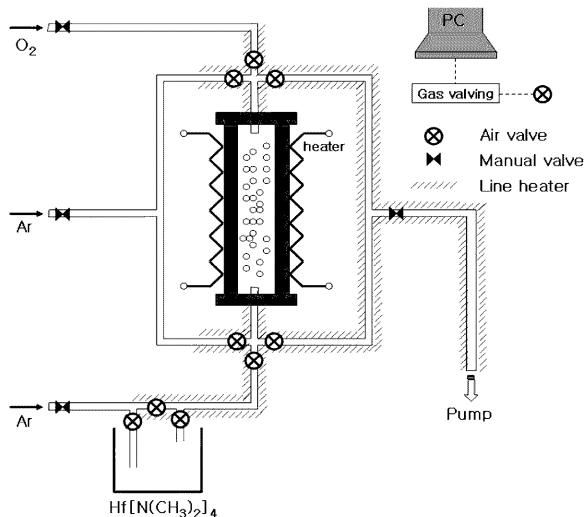 PC
O₂
Gas valving
heater
Air valve
Manual valve
Line heater
Ar
Ar
Pump
Hf[N(CH₃)₂]₄